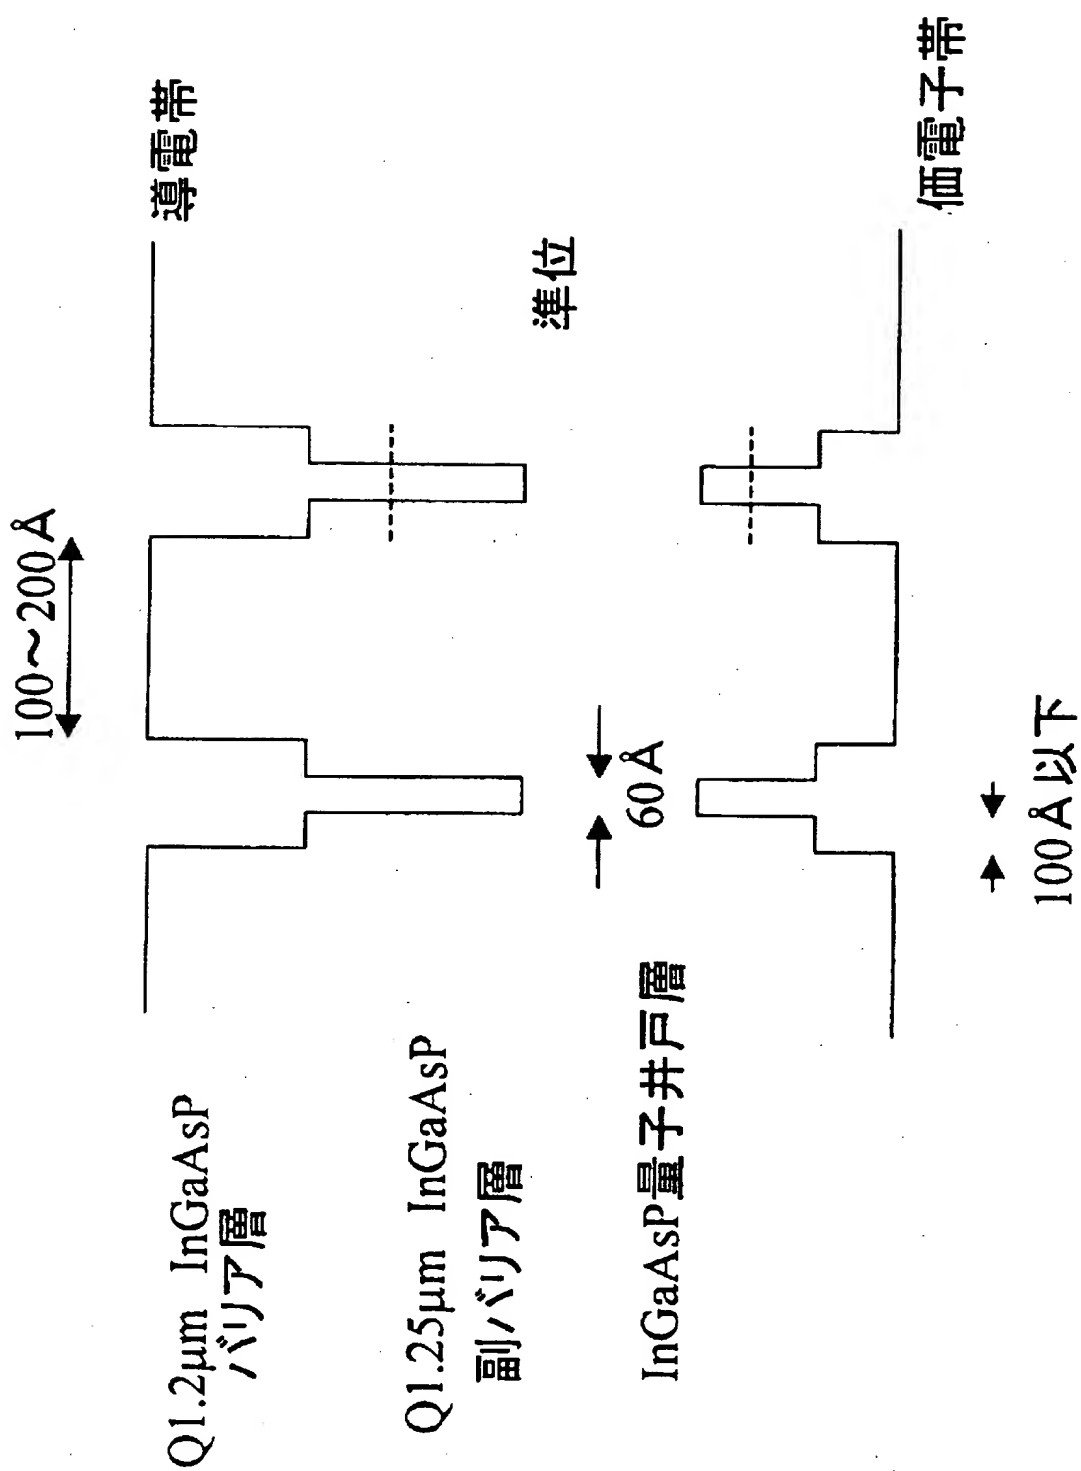 100～200Å
導電帯
Q1.2μm InGaAsP
バリア層
Q1.25μm InGaAsP
副バリア層
準位
60Å
InGaAsP量子井戸層
価電子帯
100Å以下